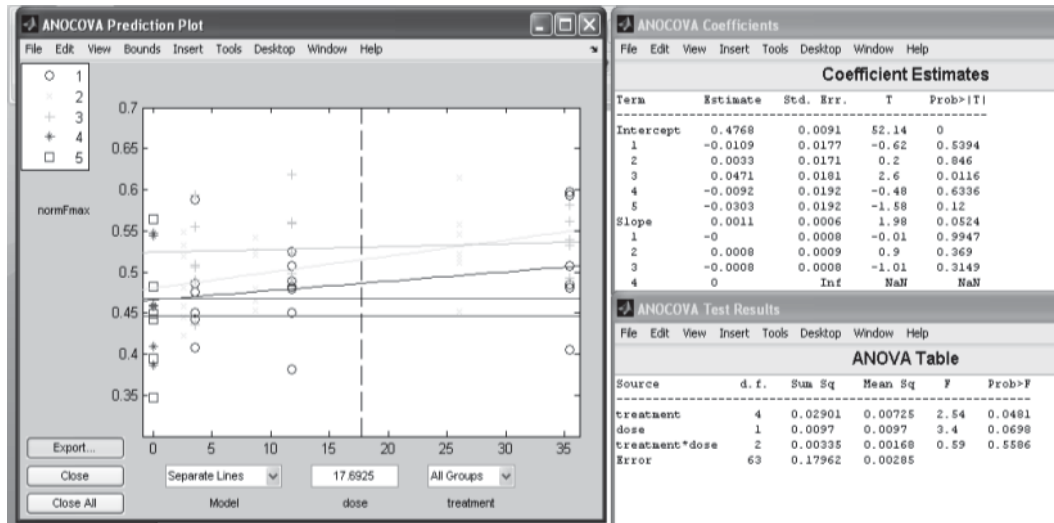 ANOCOVA Prediction Plot
File Edit View Bounds Insert Tools Desktop Window Help
1
2
3
4
5
normFmax
0.7
0.65
0.6
0.55
0.5
0.45
0.4
0.35
0 5 10 15 20 25 30 35
Export...
Close
Close All
Separate Lines
17.6925
All Groups
Model
dose
treatment
ANOCOVA Coefficients
File Edit View Insert Tools Desktop Window Help
Coefficient Estimates
Term Estimate Std. Err. T Prob>|T|
Intercept 0.4768 0.0091 52.14 0
1 -0.0109 0.0177 -0.62 0.5394
2 0.0033 0.0171 0.2 0.846
3 0.0471 0.0181 2.6 0.0116
4 -0.0092 0.0192 -0.48 0.6336
5 -0.0303 0.0192 -1.58 0.12
Slope 0.0011 0.0006 1.98 0.0524
1 -0 0.0008 -0.01 0.9947
2 0.0008 0.0009 0.9 0.369
3 -0.0008 0.0008 -1.01 0.3149
4 0 Inf NaN NaN
ANOCOVA Test Results
File Edit View Insert Tools Desktop Window Help
ANOVA Table
Source d.f. Sum Sq Mean Sq F Prob>F
treatment 4 0.02901 0.00725 2.54 0.0481
dose 1 0.0097 0.0097 3.4 0.0698
treatment*dose 2 0.00335 0.00168 0.59 0.5586
Error 63 0.17962 0.00285